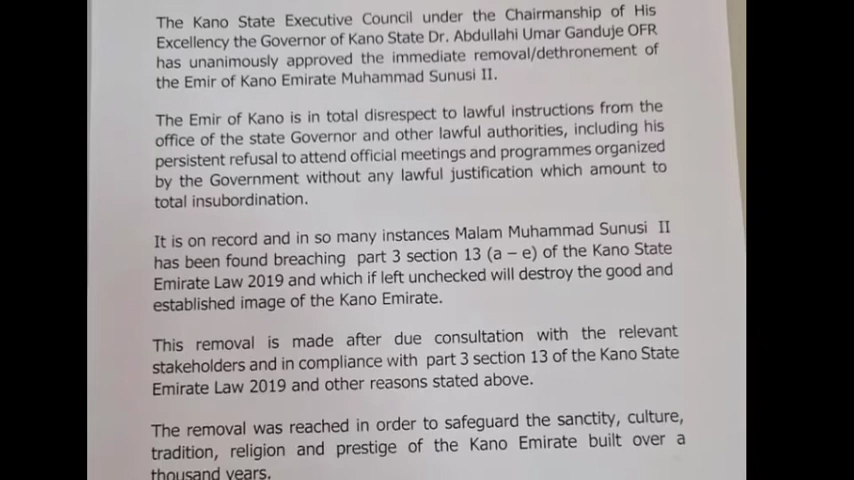 The Kano State Executive Council under the Chairmanship of His
Excellency the Governor of Kano State Dr. Abdullahi Umar Ganduje OFR
has unanimously approved the immediate removal/dethronement of
the Emir of Kano Emirate Muhammad Sunusi II.
The Emir of Kano is in total disrespect to lawful instructions from the
office of the state Governor and other lawful authorities, including his
persistent refusal to attend official meetings and programmes organized
by the Government without any lawful justification which amount to
total insubordination.
It is on record and in so many instances Malam Muhammad Sunusi II
has been found breaching part 3 section 13 (a – e) of the Kano State
Emirate Law 2019 and which if left unchecked will destroy the good and
established image of the Kano Emirate.
This removal is made after due consultation with the relevant
stakeholders and in compliance with part 3 section 13 of the Kano State
Emirate Law 2019 and other reasons stated above.
The removal was reached in order to safeguard the sanctity, culture,
tradition, religion and prestige of the Kano Emirate built over a
thousand years.